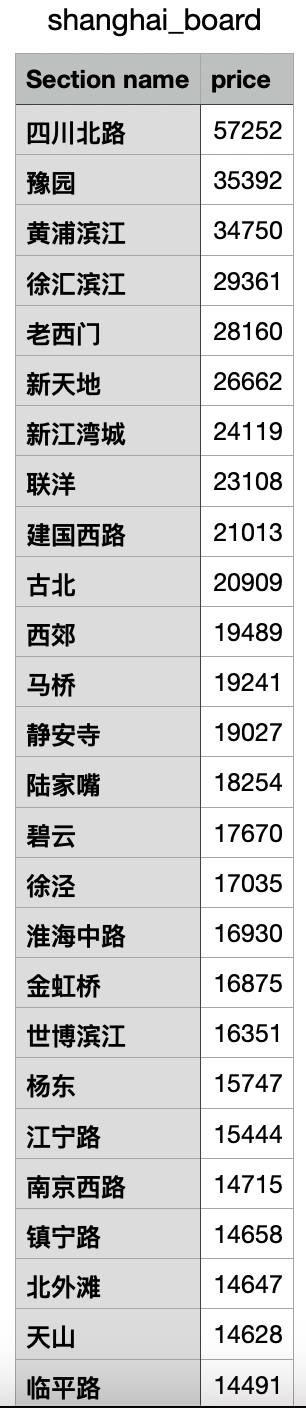 shanghai_board
Section name price
四川北路 57252
豫园 35392
黄浦滨江 34750
徐汇滨江 29361
老西门 28160
新天地 26662
新江湾城 24119
联洋 23108
建国西路 21013
古北 20909
西郊 19489
马桥 19241
静安寺 19027
陆家嘴 18254
碧云 17670
徐泾 17035
淮海中路 16930
金虹桥 16875
世博滨江 16351
杨东 15747
江宁路 15444
南京西路 14715
镇宁路 14658
北外滩 14647
天山 14628
临平路 14491